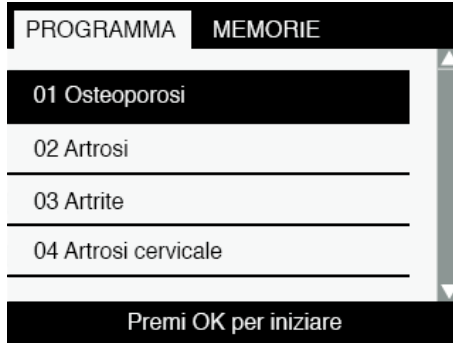 PROGRAMMA MEMORIE
01 Osteoporosi
02 Artrosi
03 Artrite
04 Artrosi cervicale
Premi OK per iniziare